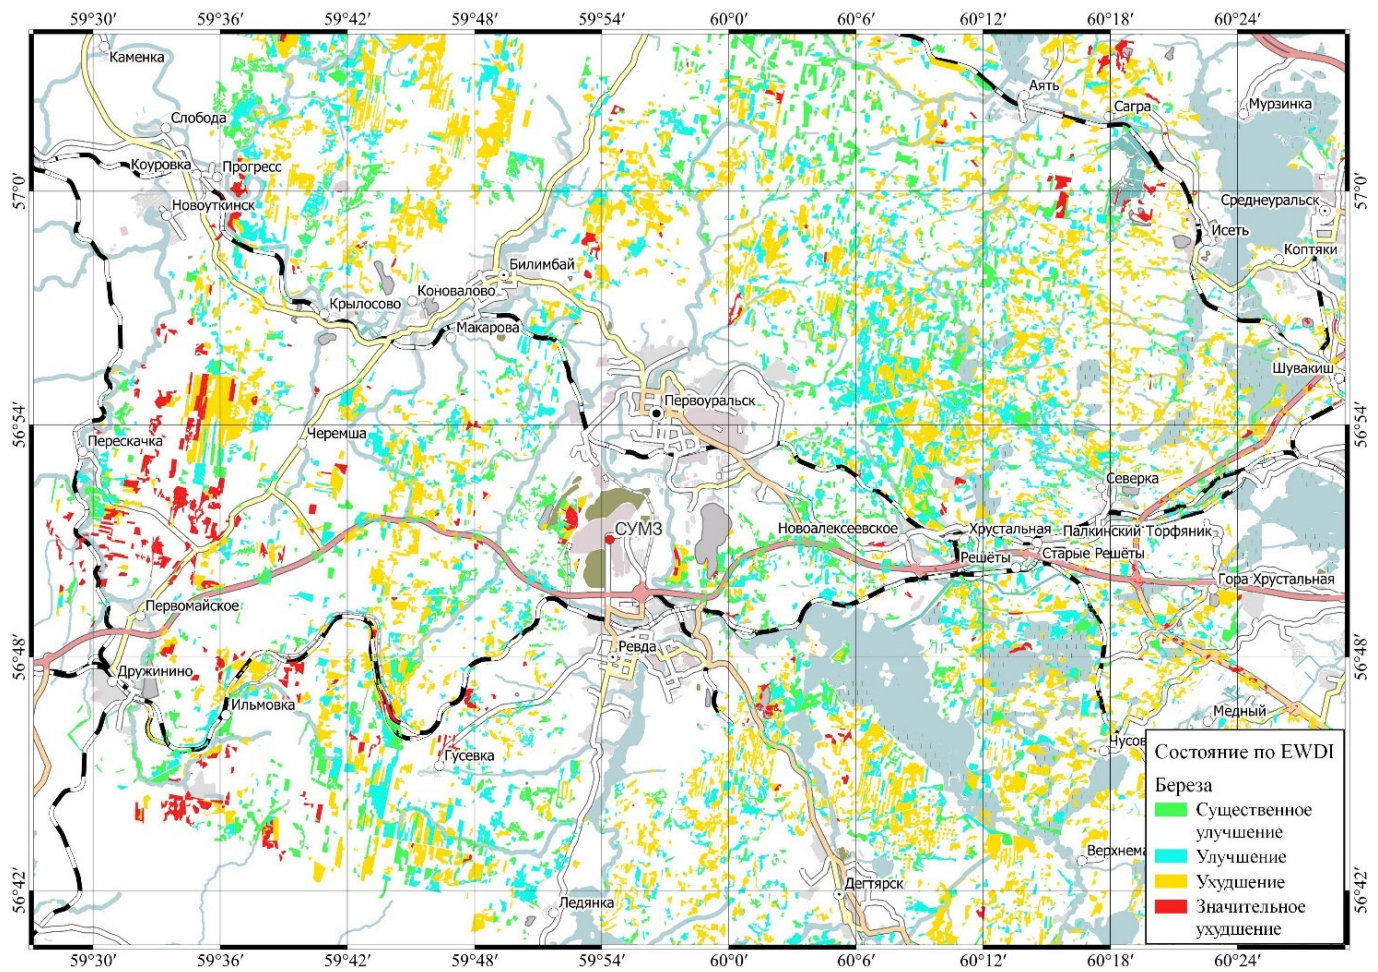 59°30′ 59°36′ 59°42′ 59°48′ 59°54′ 60°0′ 60°6′ 60°12′ 60°18′ 60°24′
Каменка
Аять
Сагра
Мурзинка
Слобода
Коуровка
Прогресс
57°0′
57°0′
Новоуткинск
Среднеуральск
Исеть
Коптяки
Билимбай
Коновалово
Крылосово
Макарова
Шувакиш
Первоуральск
56°54′
56°54′
Перескачка
Черемша
Северка
СУМЗ
Новоалексеевское
Хрустальная
Палкинский Торфяник
Решёты
Старые Решёты
Гора Хрустальная
Первомайское
56°48′
56°48′
Ревда
Дружинино
Ильмовка
Медный
Гусевка
Чусов
Состояние по EWDI
Береза
Существенное
улучшение
Улучшение
Ухудшение
Значительное
ухудшение
Верхнема
Дегтярск
56°42′
56°42′
Ледянка
59°30′ 59°36′ 59°42′ 59°48′ 59°54′ 60°0′ 60°6′ 60°12′ 60°18′ 60°24′